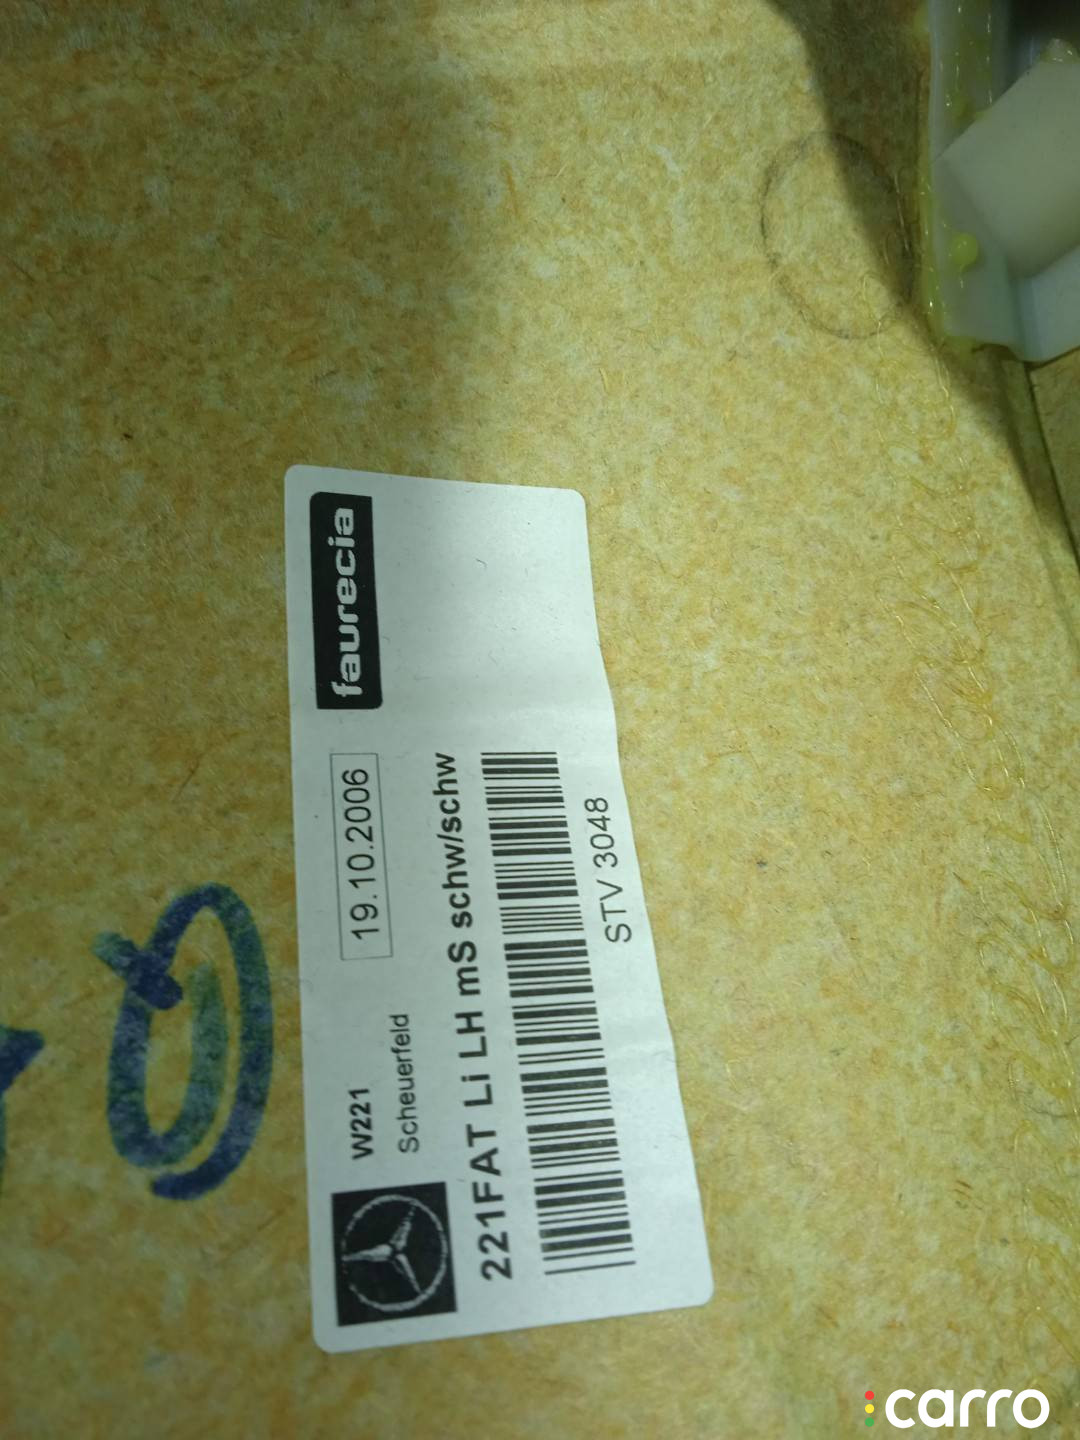 W221
19.10.2006
faurecia
Scheuerfeld
221FAT Li LH mS schw/schw
STV 3048
carro